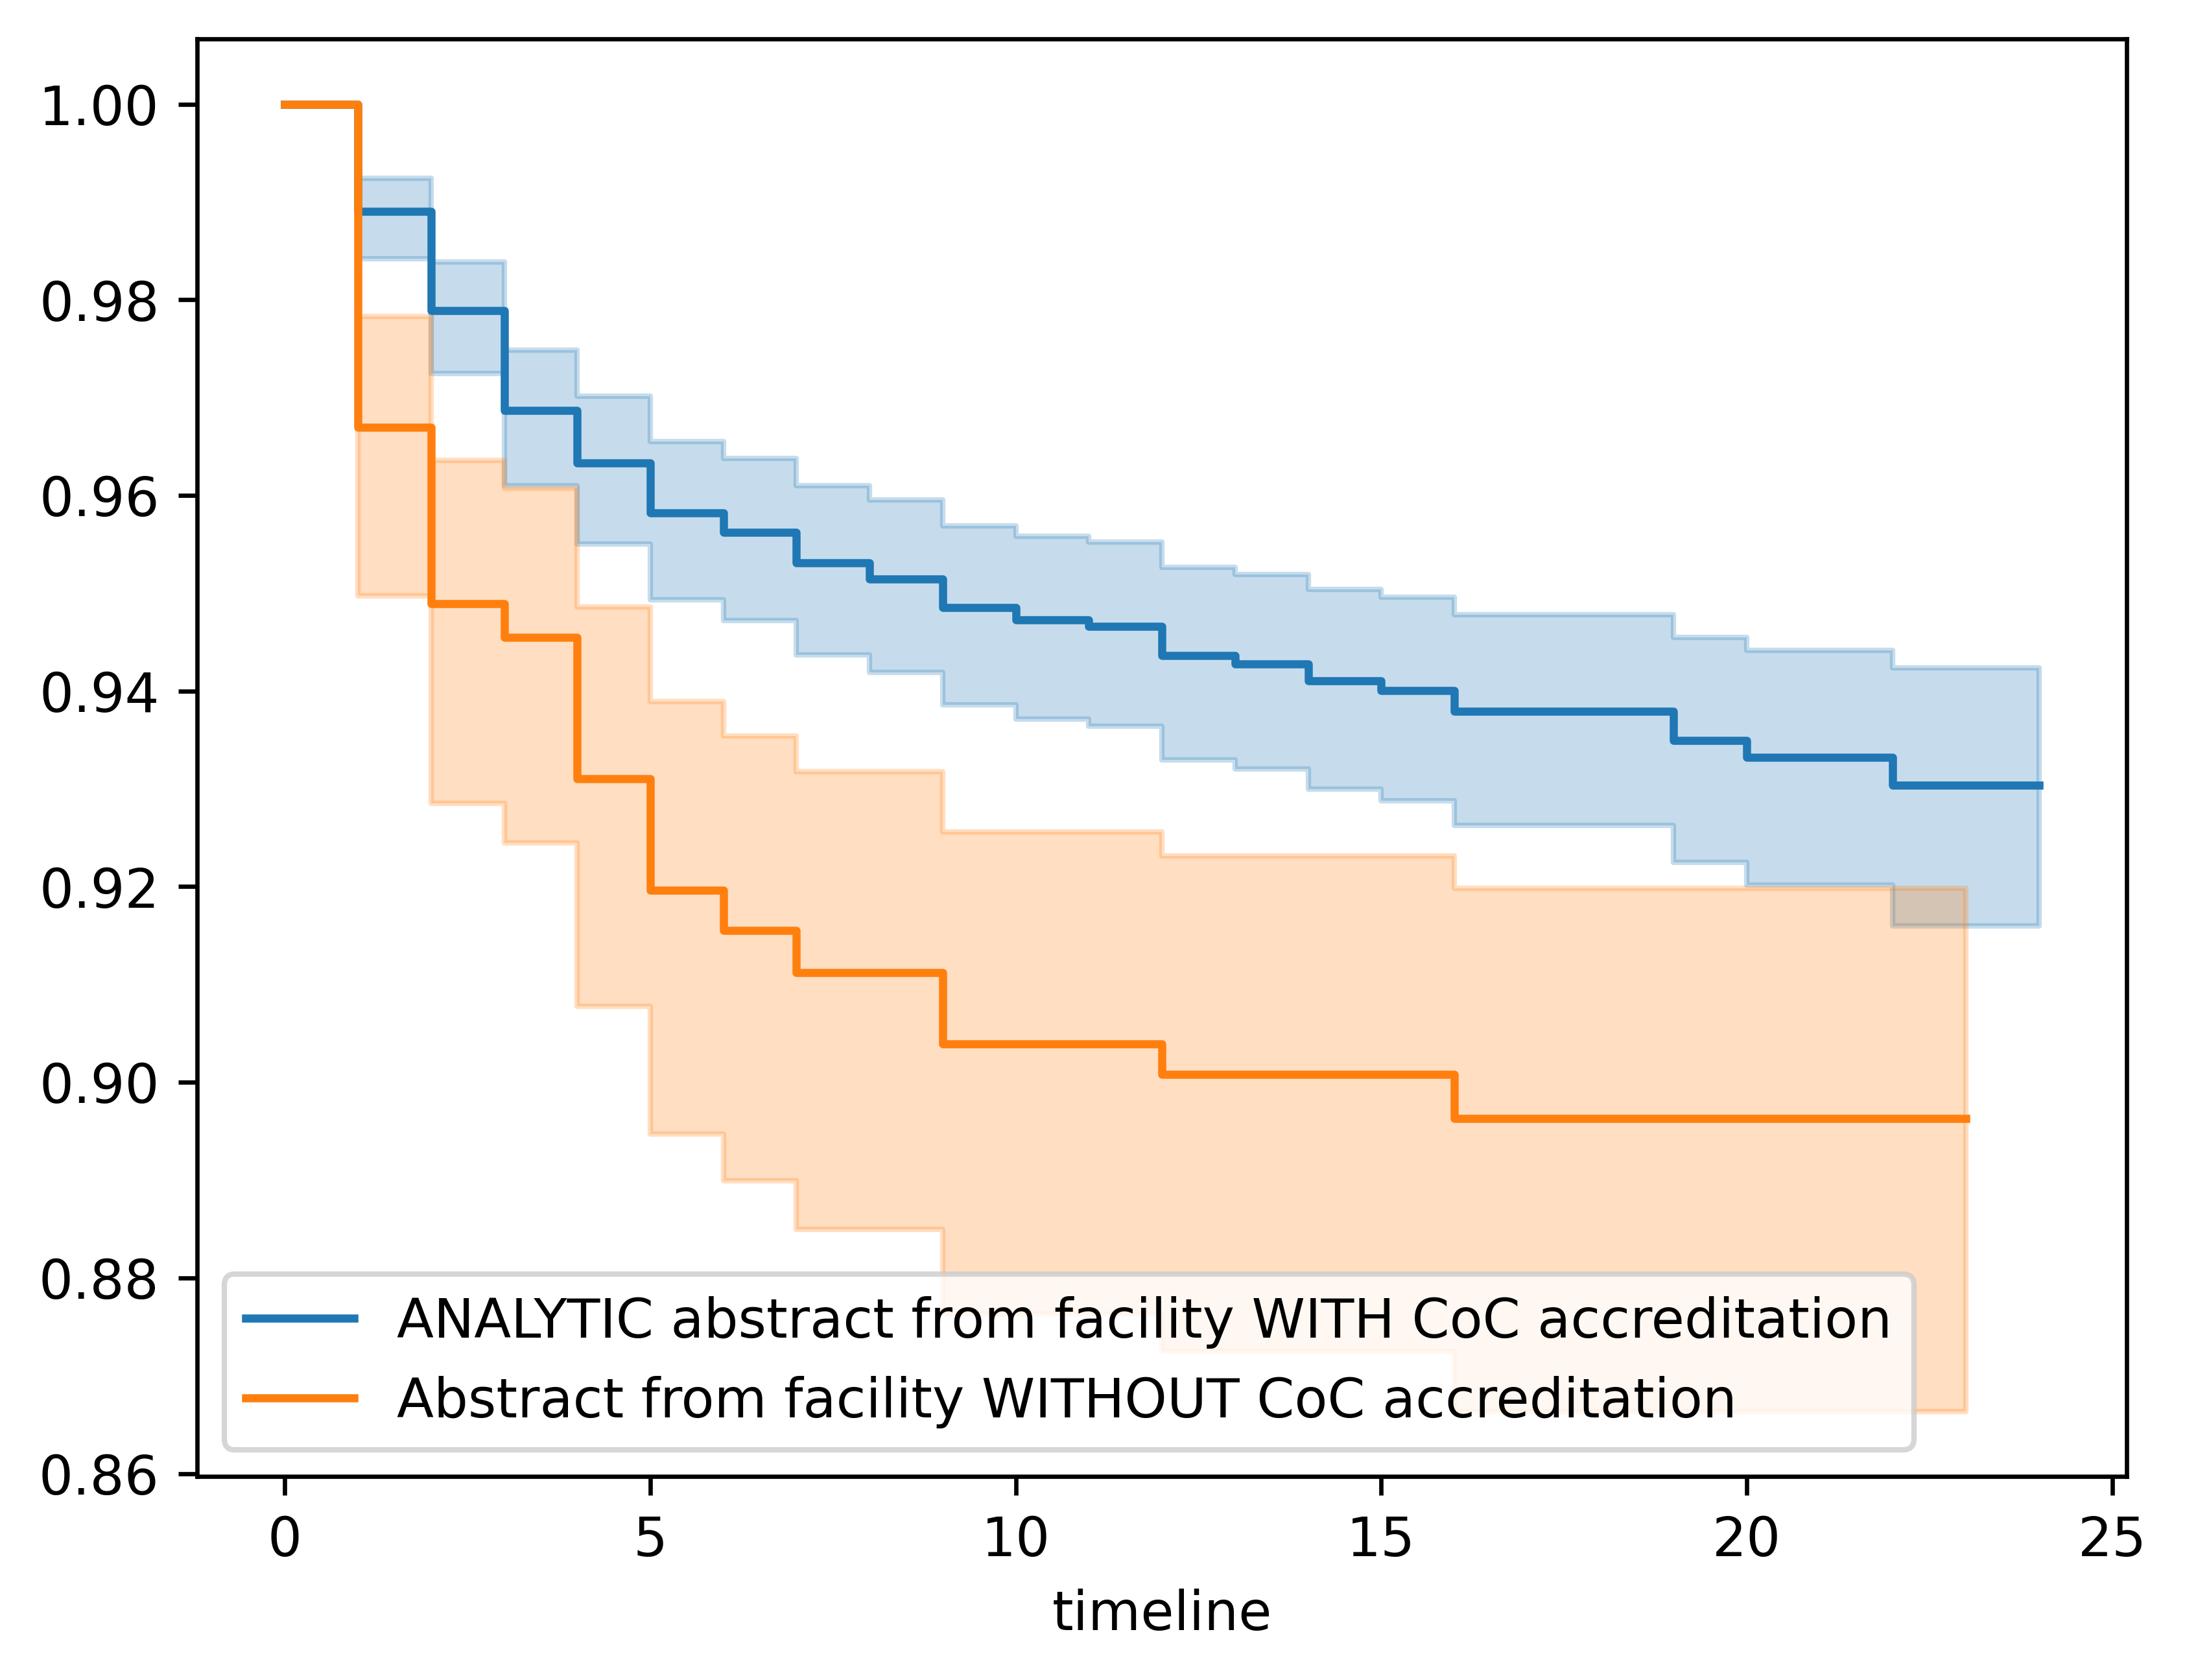 1.00
0.98
0.96
0.94
0.92
0.90
0.88
0.86
ANALYTIC abstract from facility WITH CoC accreditation
Abstract from facility WITHOUT CoC accreditation
0 5 10 15 20 25
timeline